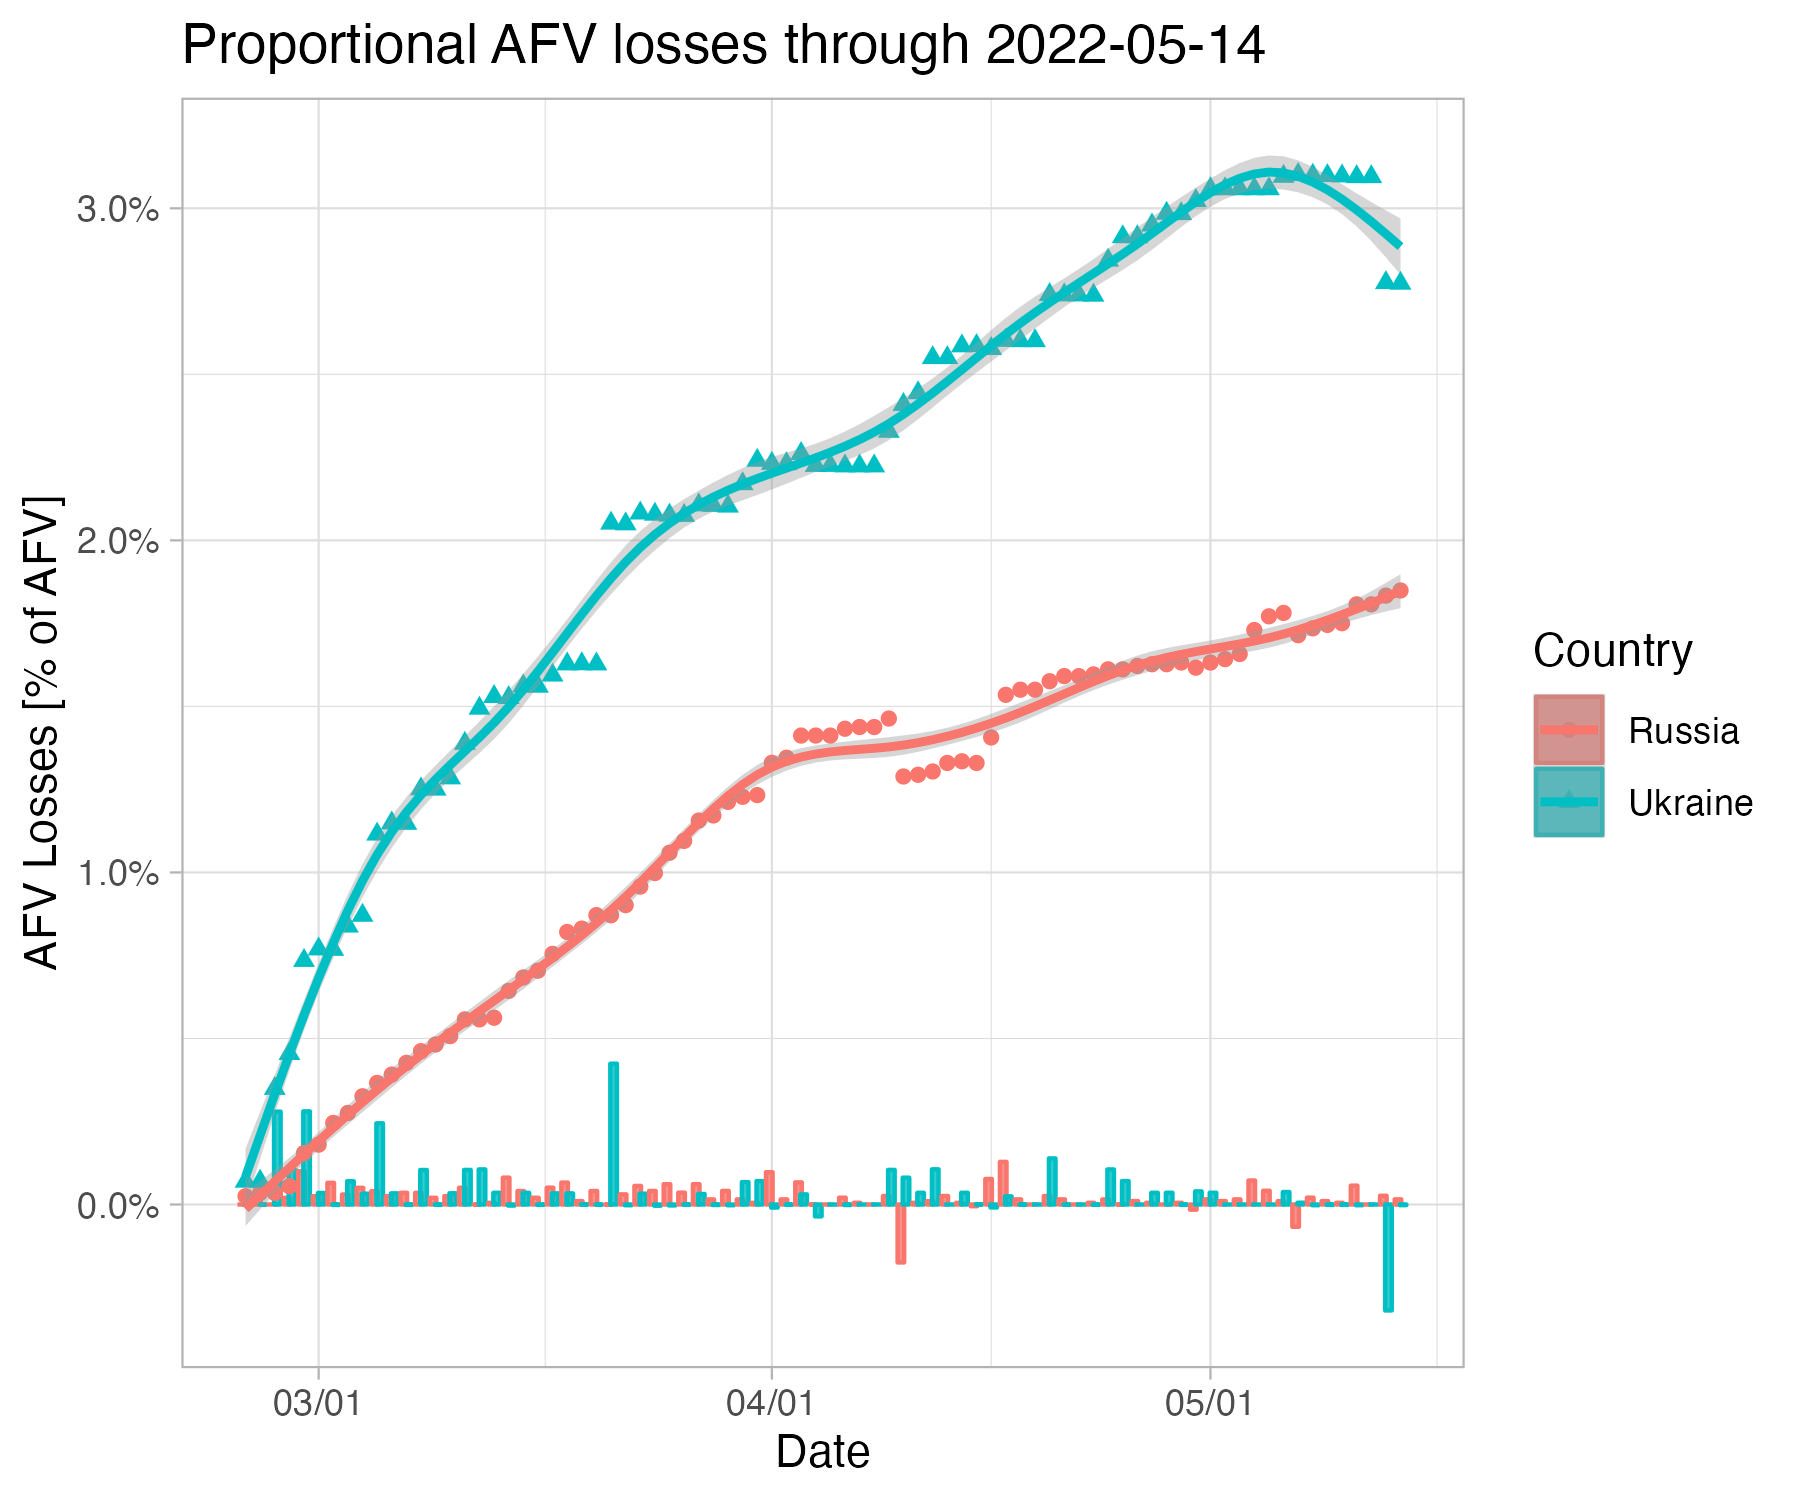 Proportional AFV losses through 2022-05-14
AFV Losses [% of AFV]
3.0%
2.0%
1.0%
0.0%
03/01
04/01
05/01
Date
Country
Russia
Ukraine